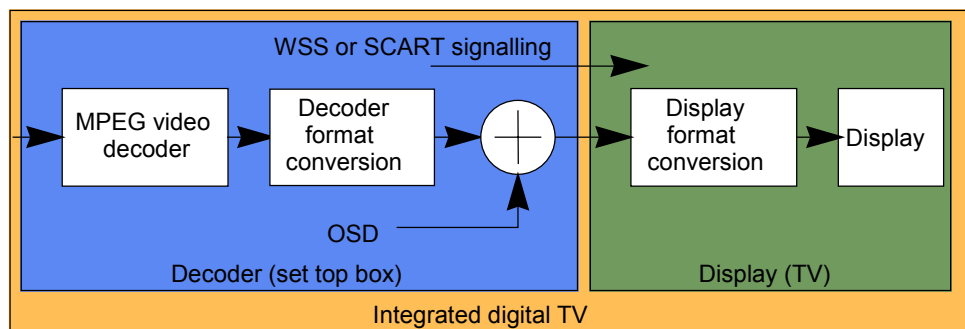 WSS or SCART signalling
MPEG video
decoder
Decoder
format
conversion
Display
format
conversion
Display
OSD
Decoder (set top box)
Display (TV)
Integrated digital TV